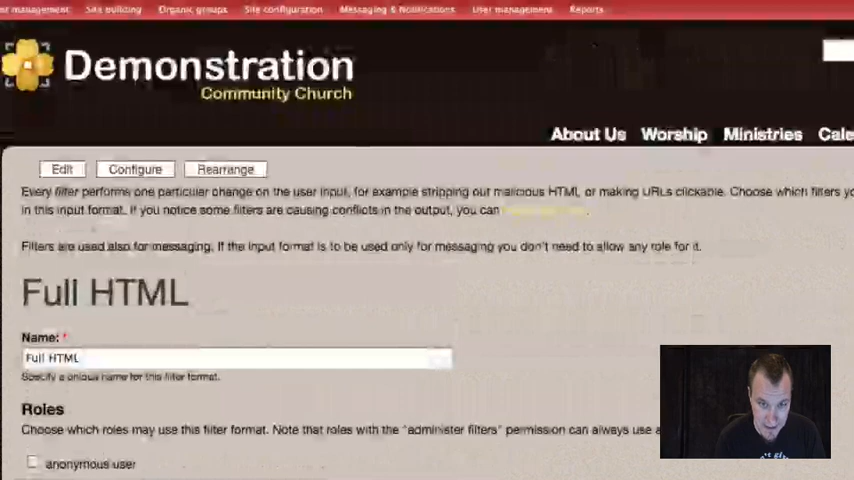 management Site building Organic groups Site configuration Messaging & Notifications User management Reports
Demonstration
Community Church
About Us Worship Ministries Cale
Edit Configure Rearrange
Every filter performs one particular change on the user input, for example stripping out malicious HTML or making URLs clickable. Choose which filters yo
in this input format. If you notice some filters are causing conflicts in the output, you can
Filters are used also for messaging. If the input format is to be used only for messaging you don't need to allow any role for it.
Full HTML
Name: *
Full HTML
Specify a unique name for this filter format.
Roles
Choose which roles may use this filter format. Note that roles with the "administer filters" permission can always use a
anonymous user